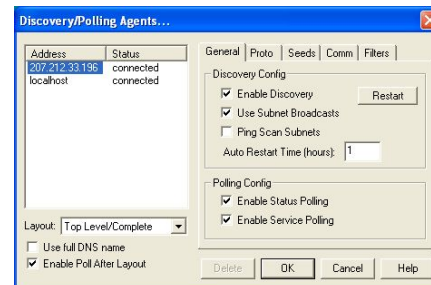 Discovery/Polling Agents...
Address Status
207.212.33.196 connected
localhost connected
Layout: Top Level/Complete
Use full DNS name
Enable Poll After Layout
General Proto Seeds Comm Filters
Discovery Config
Enable Discovery Restart
Use Subnet Broadcasts
Ping Scan Subnets
Auto Restart Time (hours): 1
Polling Config
Enable Status Polling
Enable Service Polling
Delete OK Cancel Help